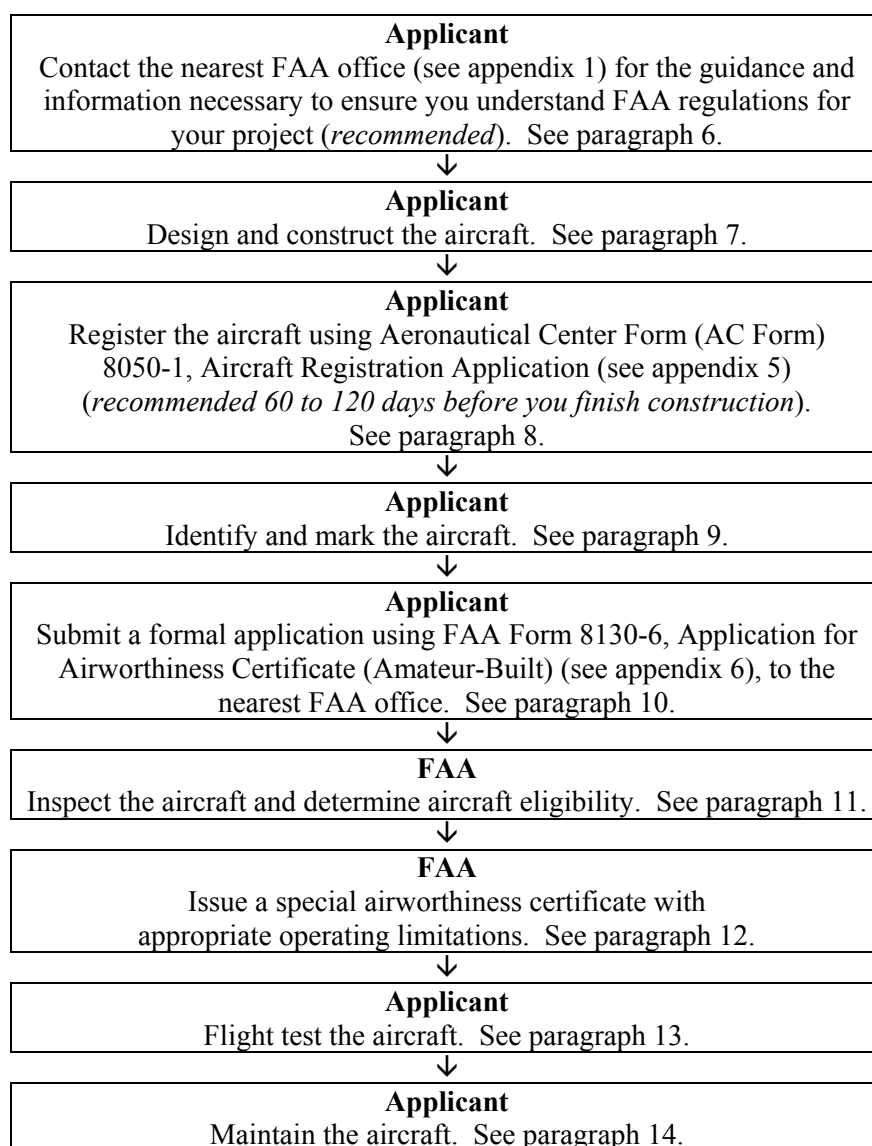 Applicant
Contact the nearest FAA office (see appendix 1) for the guidance and
information necessary to ensure you understand FAA regulations for
your project (recommended).  See paragraph 6.
Applicant
Design and construct the aircraft.  See paragraph 7.
Applicant
Register the aircraft using Aeronautical Center Form (AC Form)
8050-1, Aircraft Registration Application (see appendix 5)
(recommended 60 to 120 days before you finish construction).
See paragraph 8.
Applicant
Identify and mark the aircraft.  See paragraph 9.
Applicant
Submit a formal application using FAA Form 8130-6, Application for
Airworthiness Certificate (Amateur-Built) (see appendix 6), to the
nearest FAA office.  See paragraph 10.
FAA
Inspect the aircraft and determine aircraft eligibility.  See paragraph 11.
FAA
Issue a special airworthiness certificate with
appropriate operating limitations.  See paragraph 12.
Applicant
Flight test the aircraft.  See paragraph 13.
Applicant
Maintain the aircraft.  See paragraph 14.